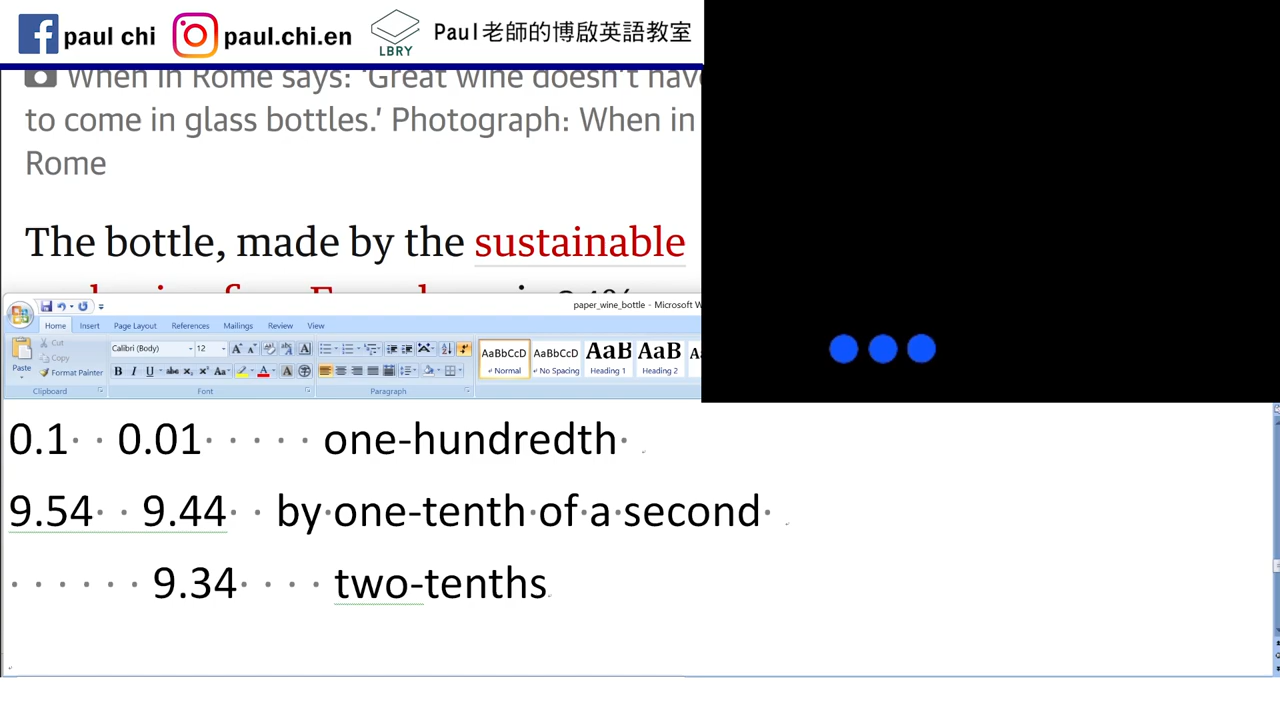 paul chi paul.chi.en LBRY Paul老師的博啟英語教室
When in Rome says: 'Great wine doesn't have
to come in glass bottles.' Photograph: When in
Rome
The bottle, made by the sustainable
paper_wine_bottle - Microsoft W
Home Insert Page Layout References Mailings Review View
Cut
Copy
Format Painter
Paste
Calibri (Body) 12
AaBbCcD AaBbCcD AaBb AaBb
Normal No Spacing Heading 1 Heading 2
Clipboard Font Paragraph
0.1 0.01 one-hundredth
9.54 9.44 by one-tenth of a second
9.34 two-tenths